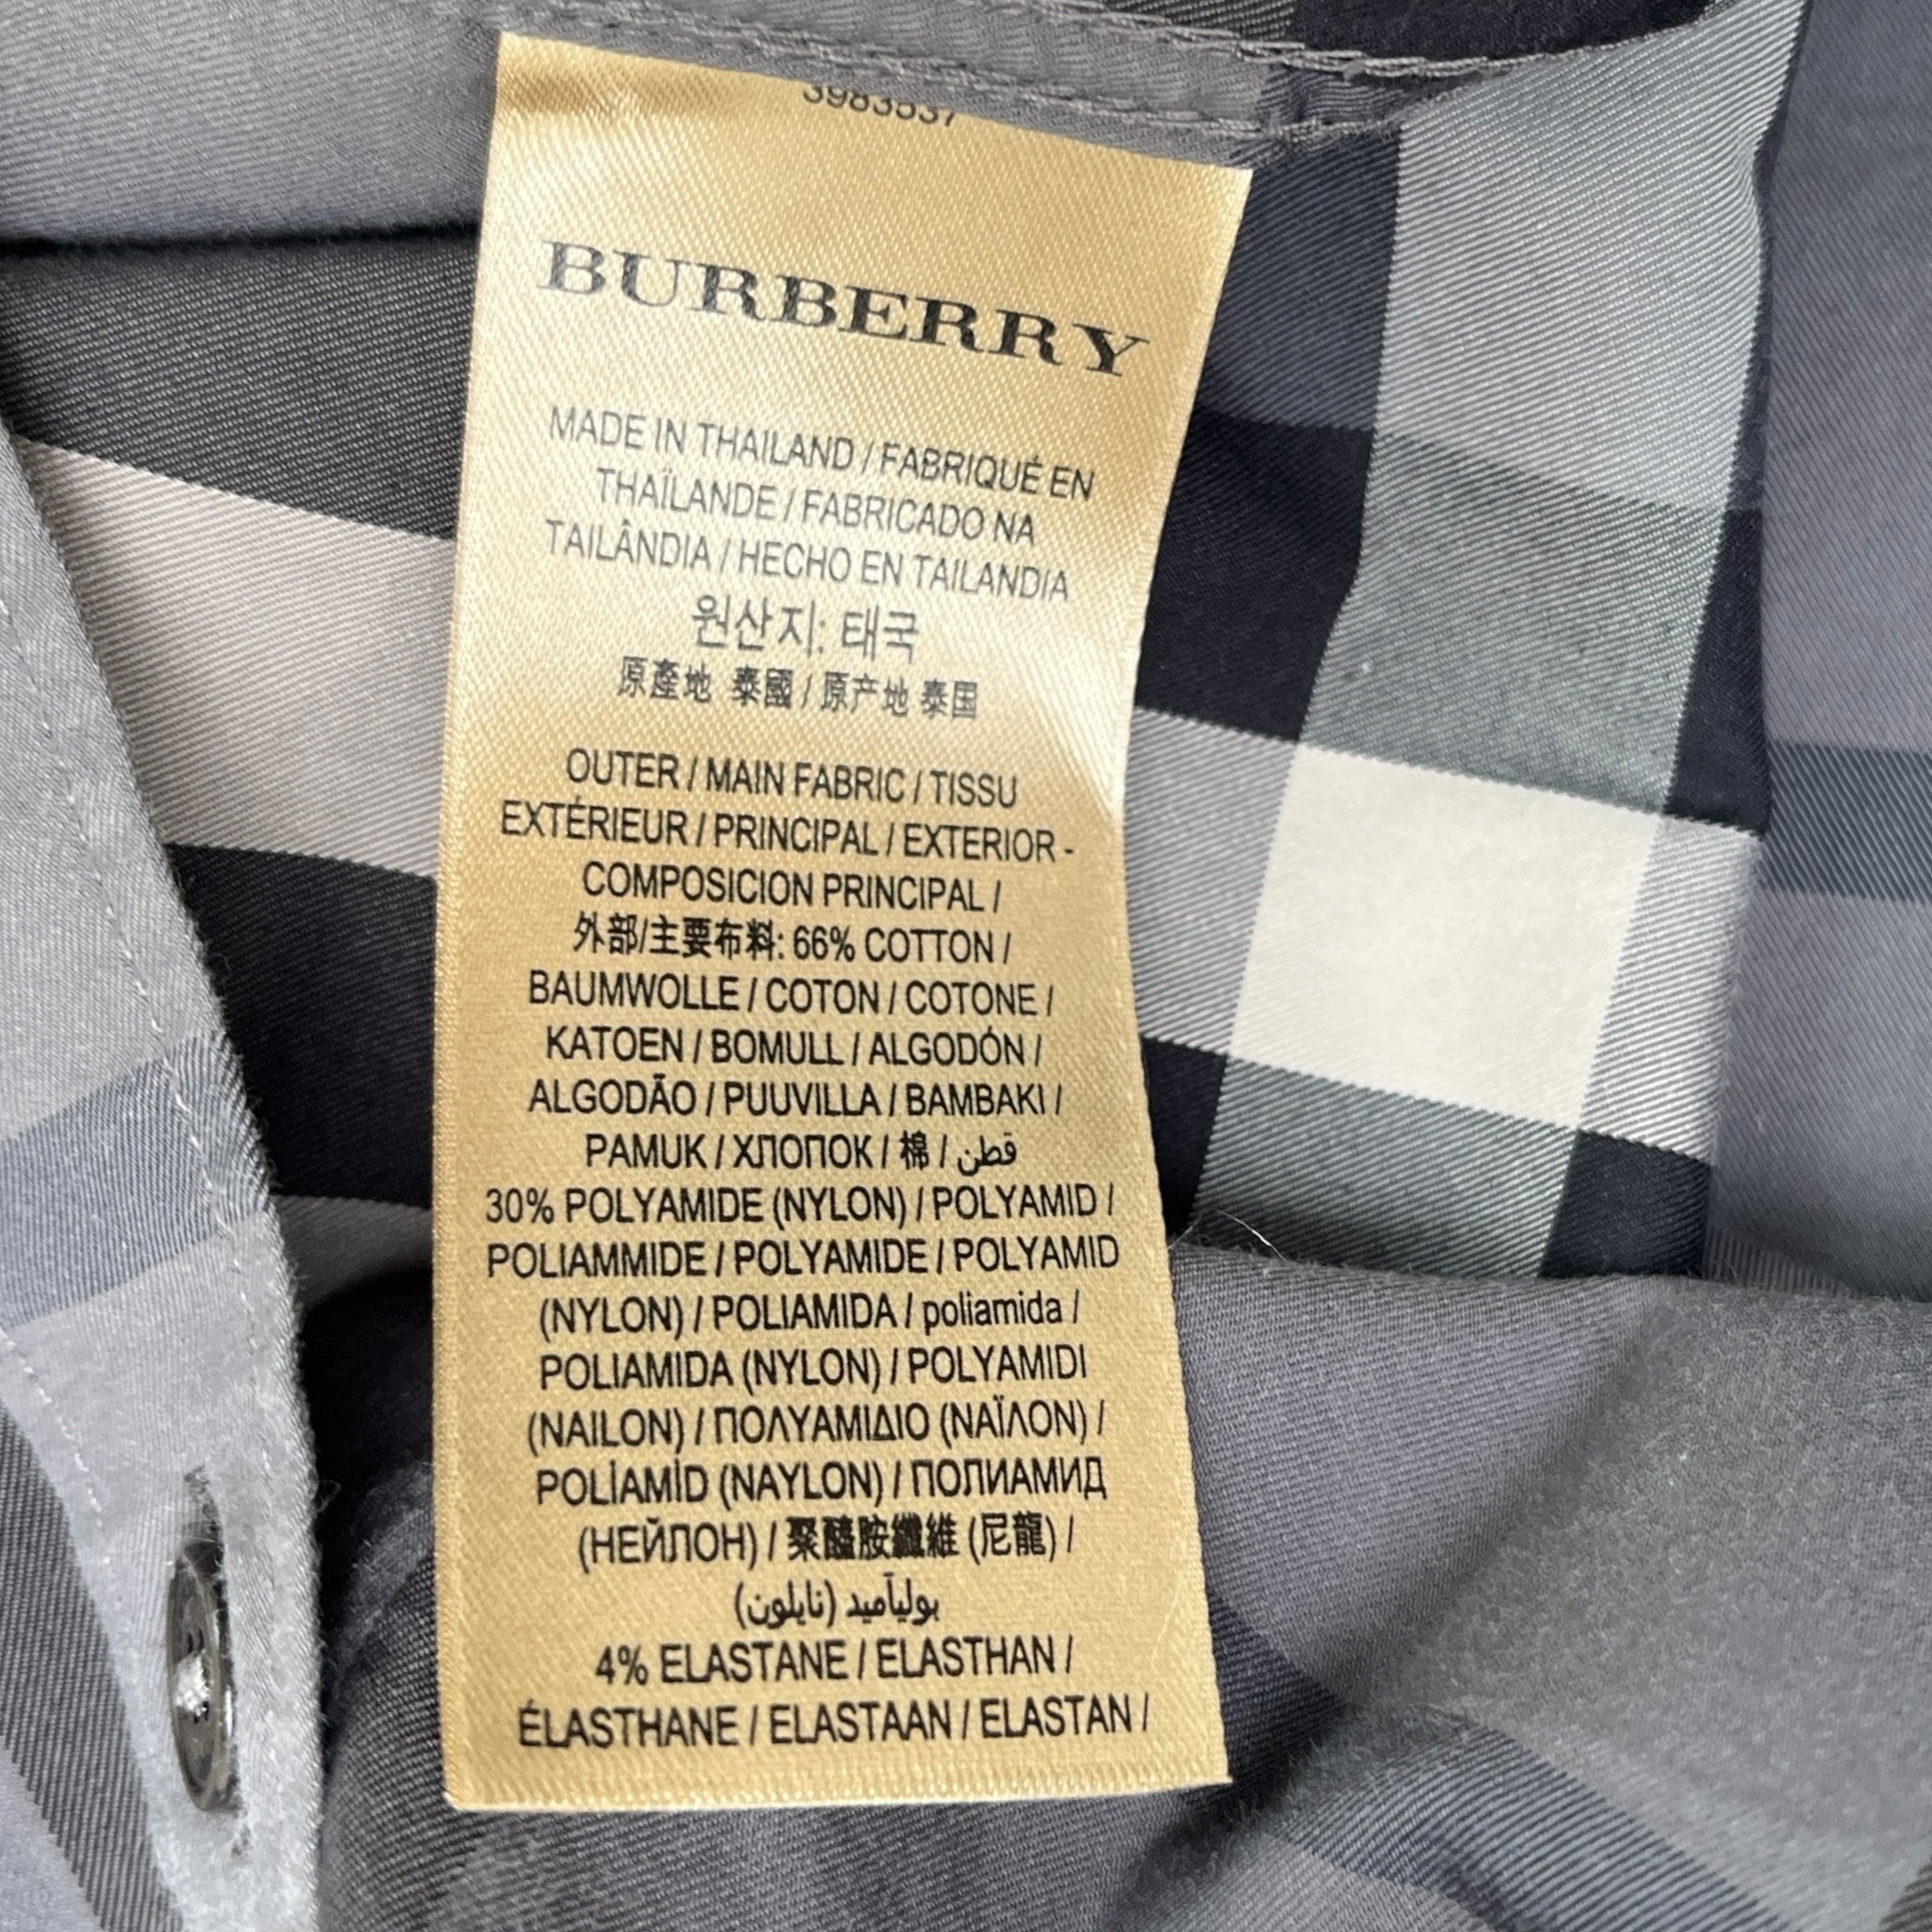 3983537
BURBERRY
MADE IN THAILAND / FABRIQUÉ EN
THAÏLANDE / FABRICADO NA
TAILÂNDIA / HECHO EN TAILANDIA
원산지: 태국
原產地 泰國 / 原产地 泰国
OUTER / MAIN FABRIC / TISSU
EXTÉRIEUR / PRINCIPAL / EXTERIOR -
COMPOSICION PRINCIPAL /
外部/主要布料: 66% COTTON /
BAUMWOLLE / COTON / COTONE /
KATOEN / BOMULL / ALGODÓN /
ALGODÃO / PUUVILLA / BAMBAKI /
PAMUK / ХЛОПОК / 棉 / قطن
30% POLYAMIDE (NYLON) / POLYAMID /
POLIAMMIDE / POLYAMIDE / POLYAMID
(NYLON) / POLIAMIDA / poliamida /
POLIAMIDA (NYLON) / POLYAMIDI
(NAILON) / ΠΟΛΥΑΜΙΔΙΟ (ΝΑΪΛΟΝ) /
POLİAMİD (NAYLON) / ПОЛИАМИД
(НЕЙЛОН) / 聚醯胺纖維 (尼龍) /
بولیآمید (نایلون)
4% ELASTANE / ELASTHAN /
ÉLASTHANE / ELASTAAN / ELASTAN /